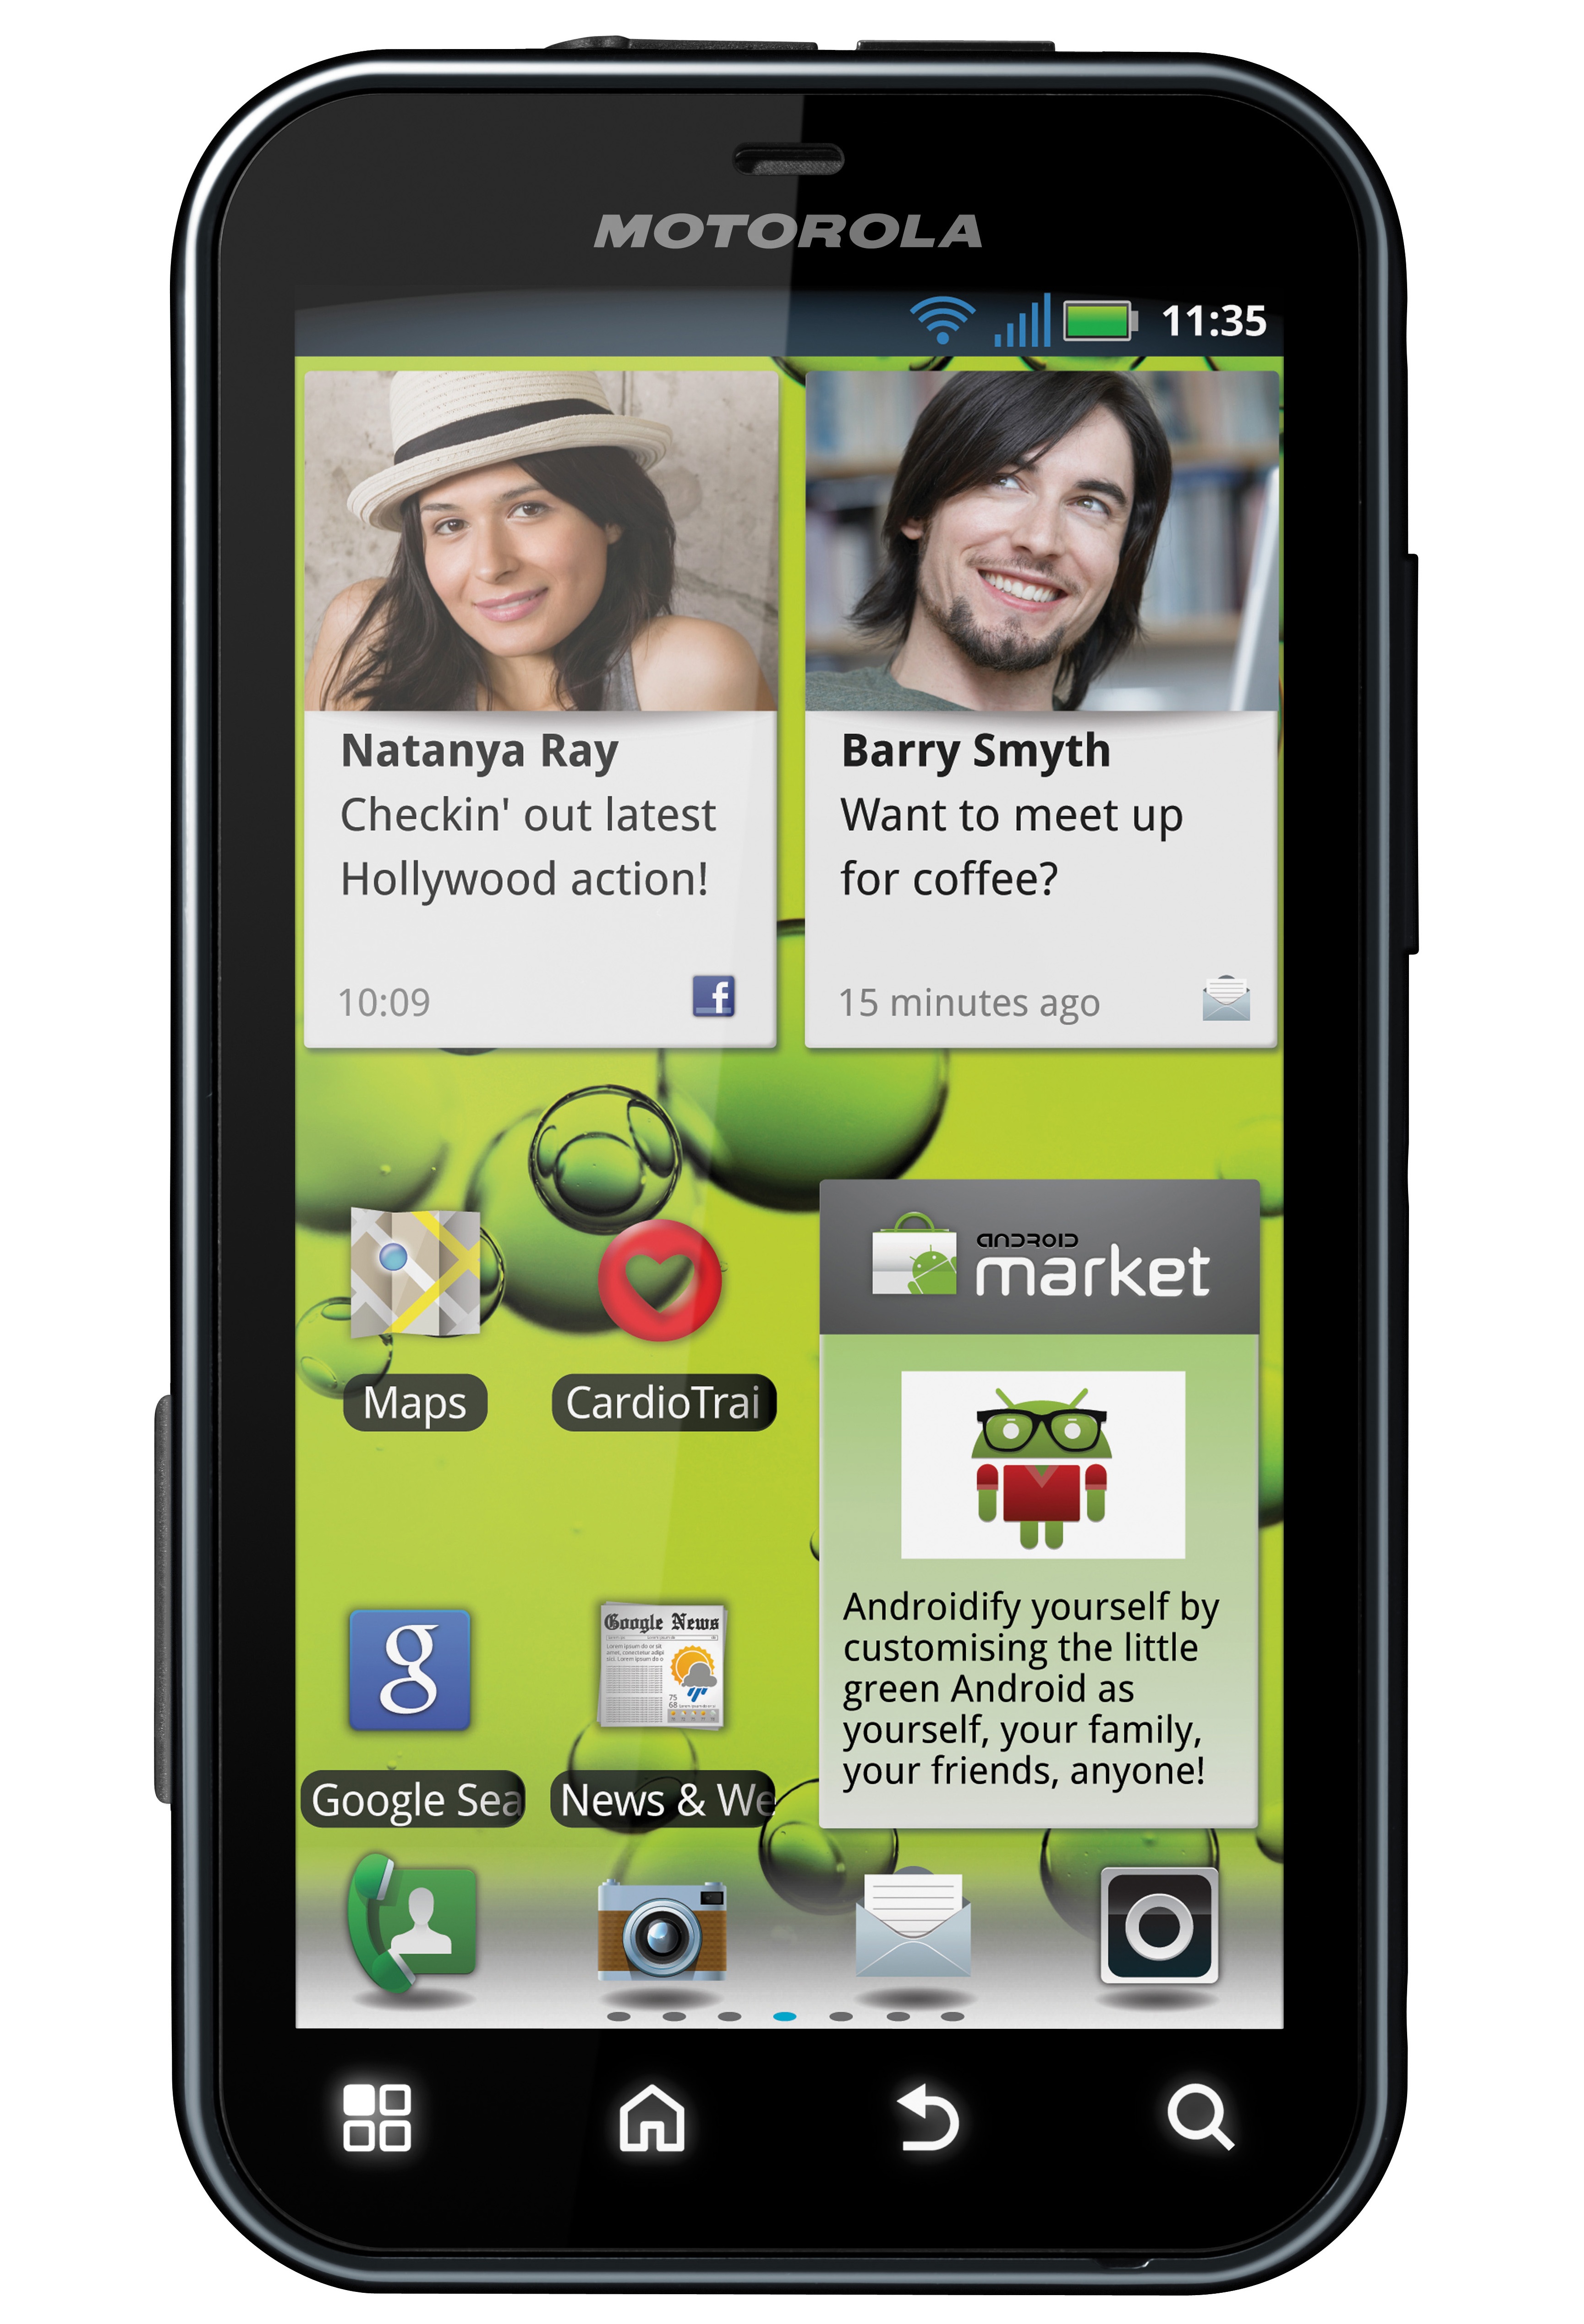 MOTOROLA
11:35
Natanya Ray
Checkin' out latest
Hollywood action!
10:09
f
Barry Smyth
Want to meet up
for coffee?
15 minutes ago
ANDROID
market
Maps
CardioTrai
Androidify yourself by
customising the little
green Android as
yourself, your family,
your friends, anyone!
g
Google News
75
68
Google Sea
News & We